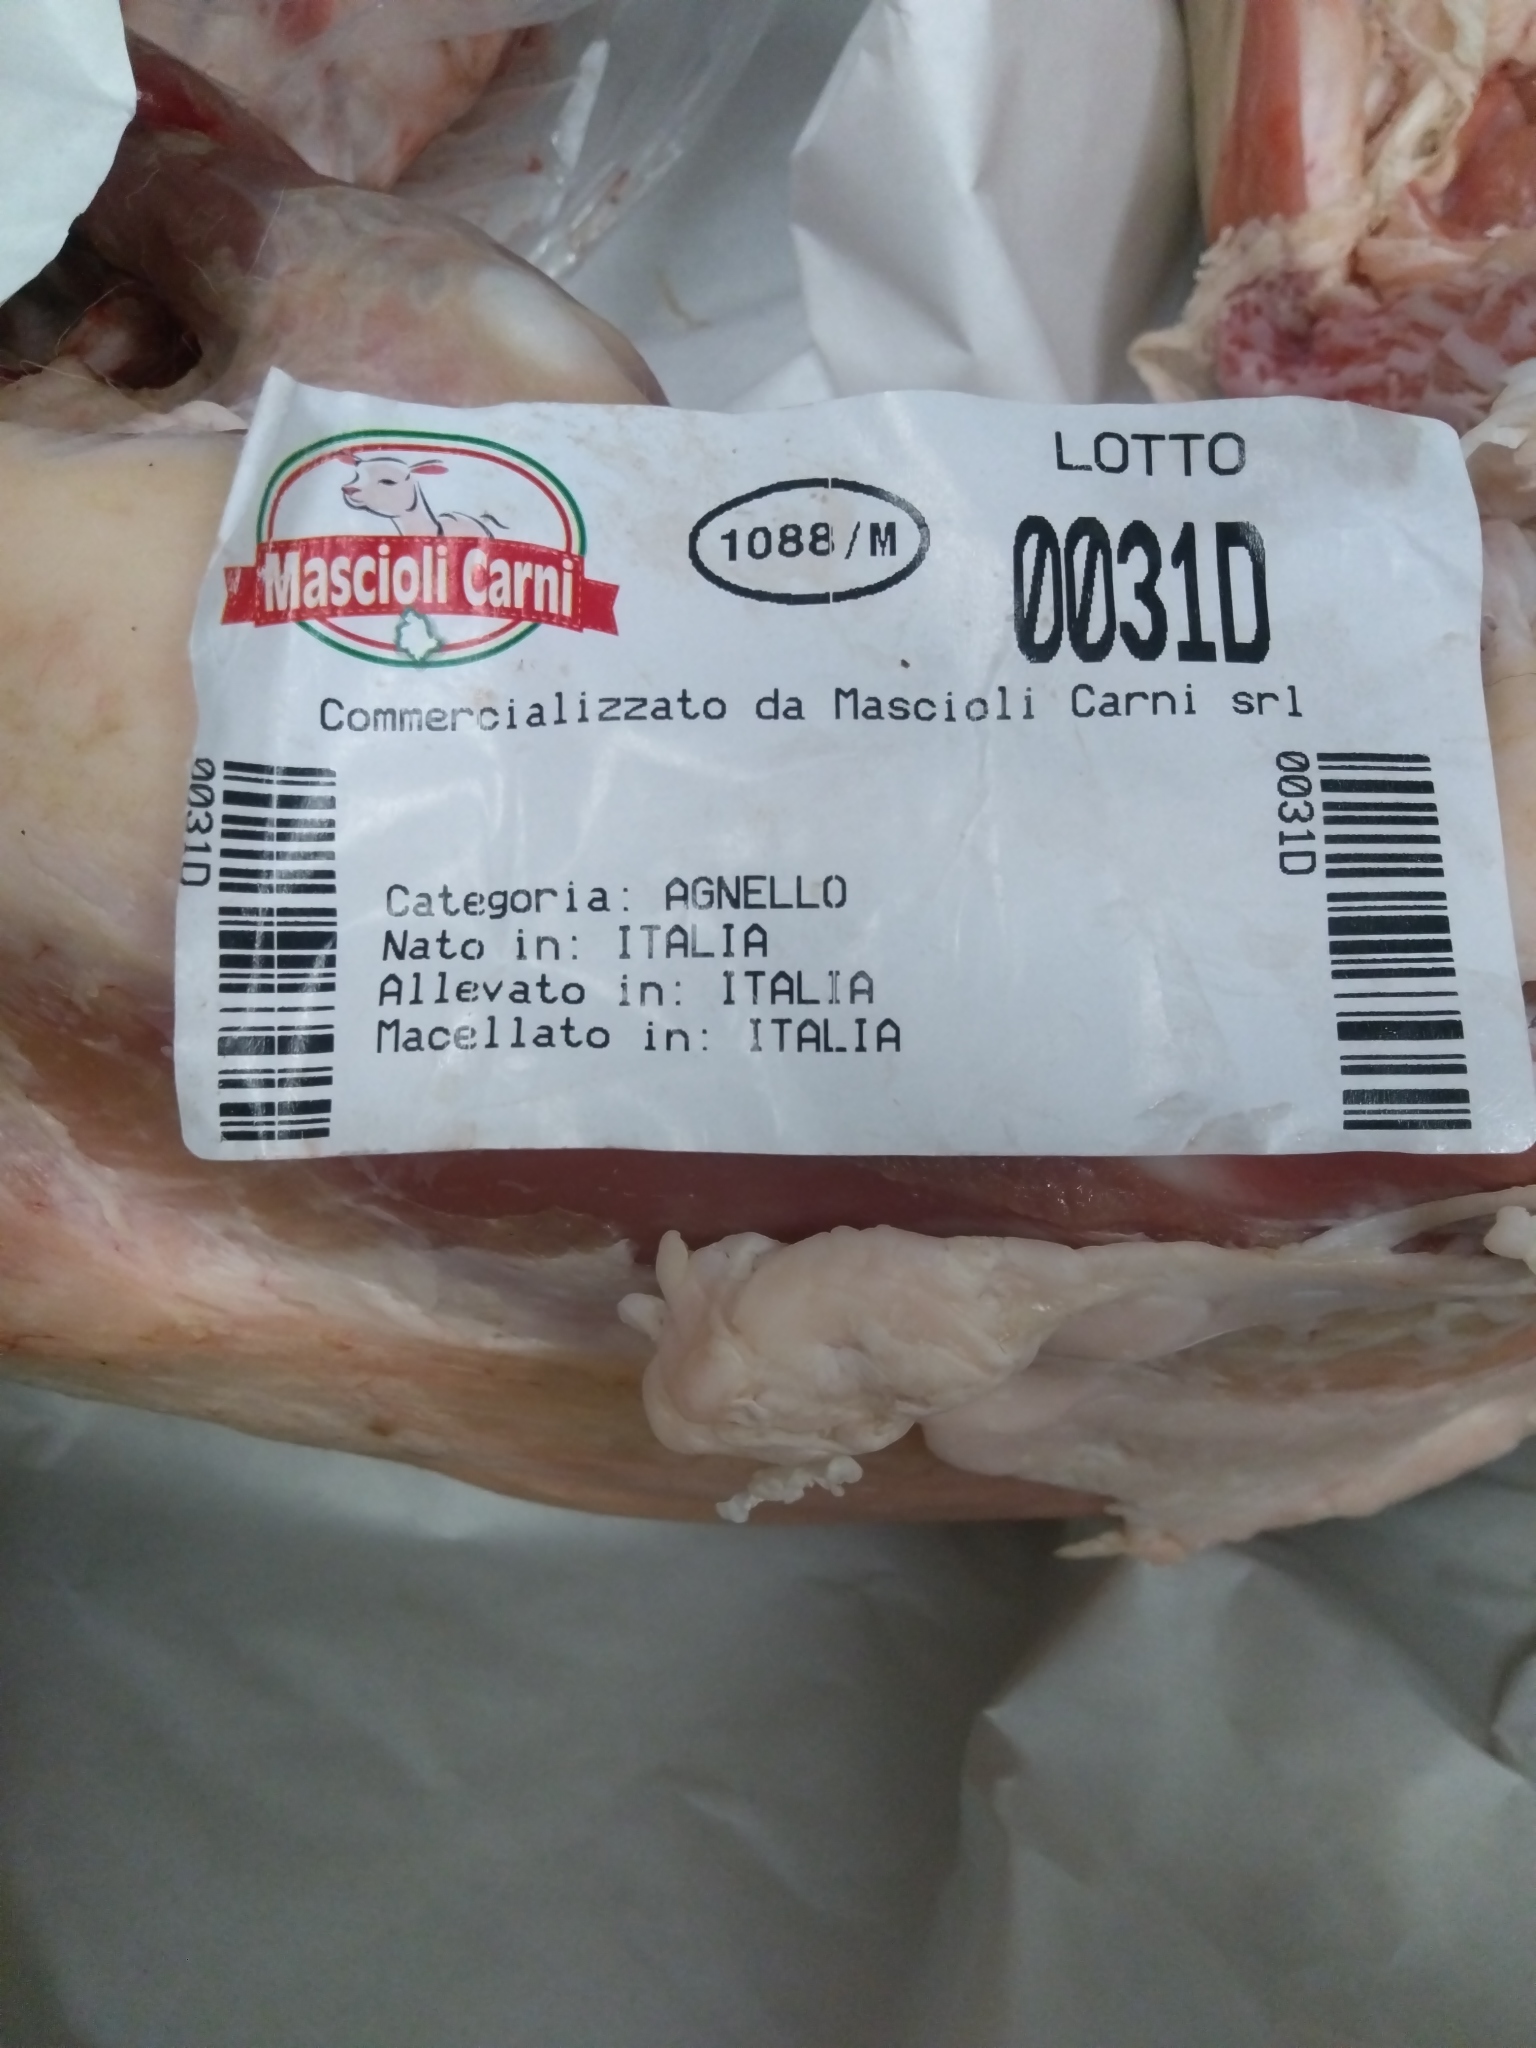 Mascioli Carni
1088/M
LOTTO
0031D
Commercializzato da Mascioli Carni srl
0031D
0031D
Categoria: AGNELLO
Nato in: ITALIA
Allevato in: ITALIA
Macellato in: ITALIA